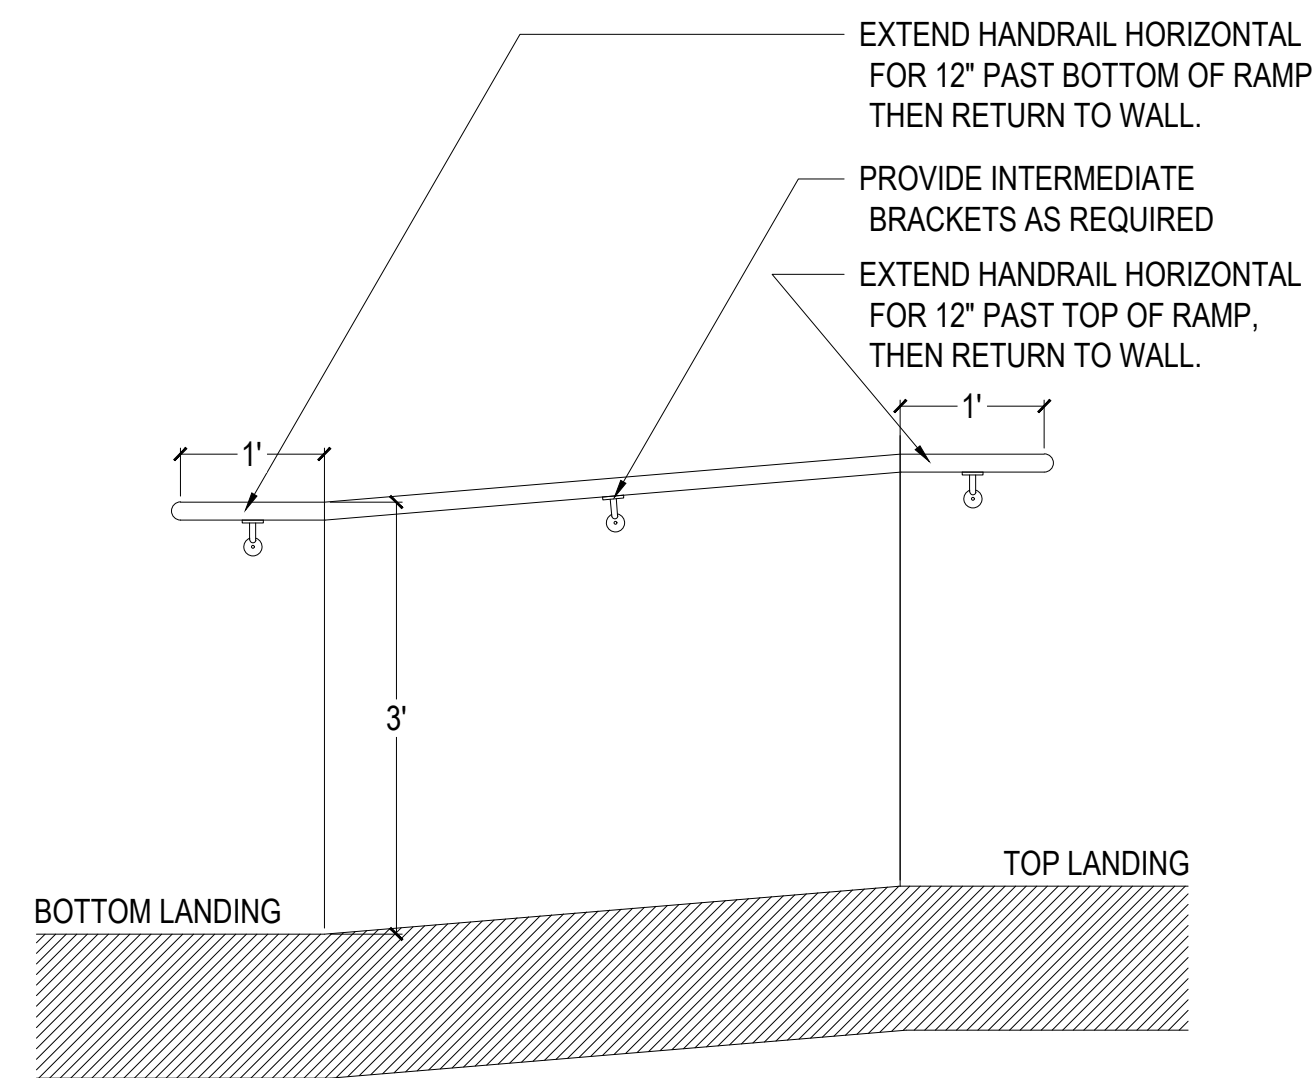 EXTEND HANDRAIL HORIZONTAL
FOR 12" PAST BOTTOM OF RAMP
THEN RETURN TO WALL.
PROVIDE INTERMEDIATE
BRACKETS AS REQUIRED
EXTEND HANDRAIL HORIZONTAL
FOR 12" PAST TOP OF RAMP,
THEN RETURN TO WALL.
1'
1'
3'
TOP LANDING
BOTTOM LANDING